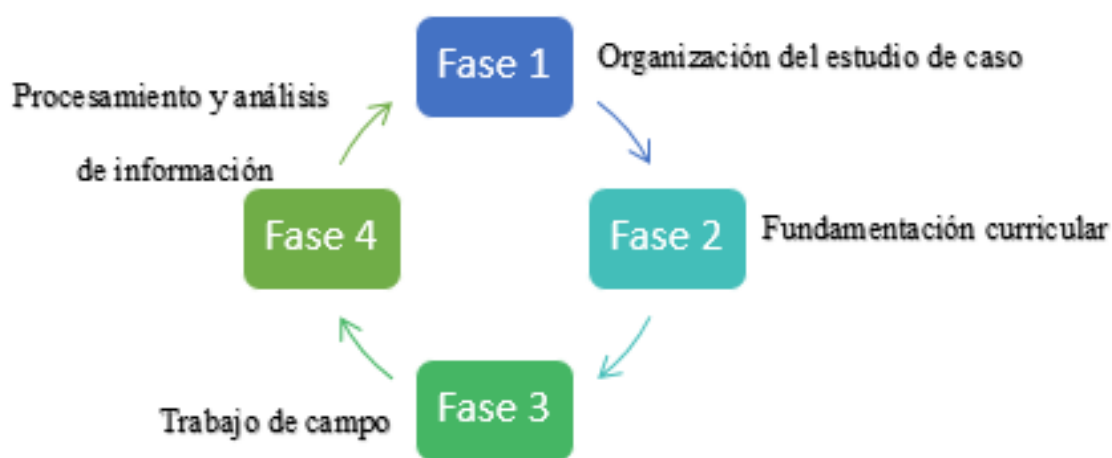 Fase 1
Organización del estudio de caso
Fase 2
Fundamentación curricular
Fase 3
Trabajo de campo
Fase 4
Procesamiento y análisis
de información